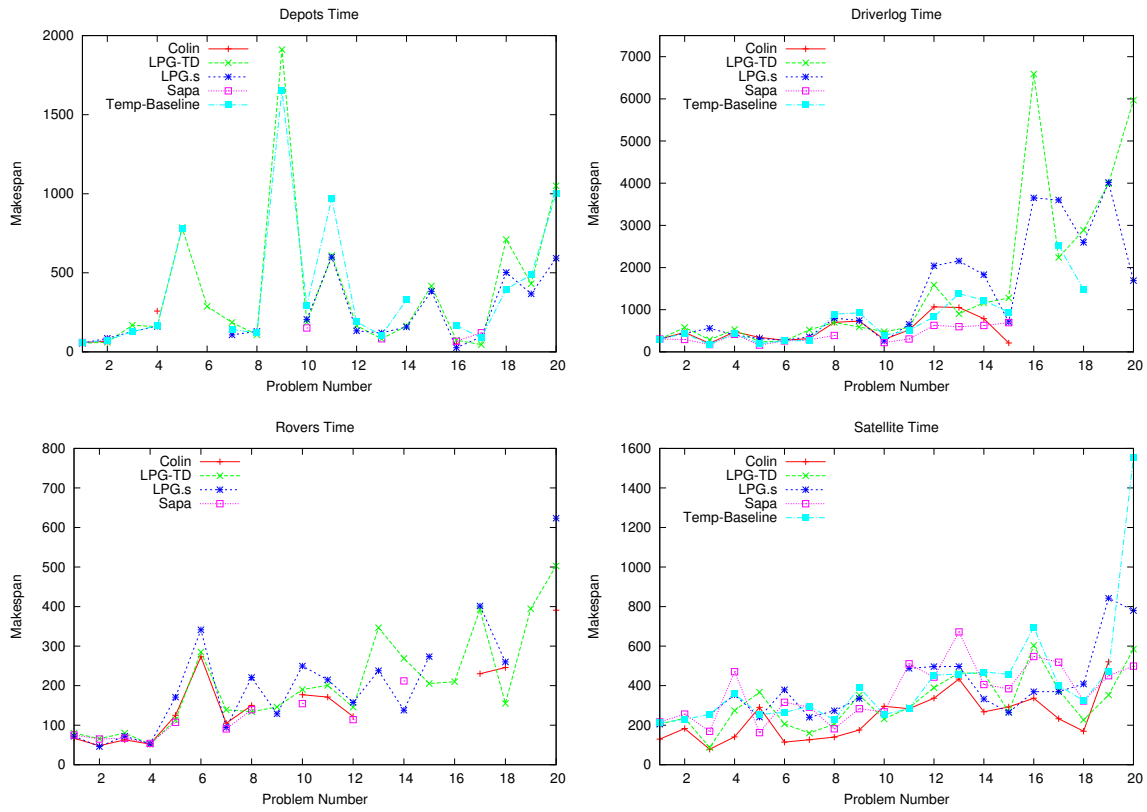 Depots Time
2000
1500
1000
500
0
Makespan
2 4 6 8 10 12 14 16 18 20
Problem Number
Colin
LPG-TD
LPG.s
Sapa
Temp-Baseline
Driverlog Time
7000
6000
5000
4000
3000
2000
1000
0
Makespan
2 4 6 8 10 12 14 16 18 20
Problem Number
Colin
LPG-TD
LPG.s
Sapa
Temp-Baseline
Rovers Time
800
700
600
500
400
300
200
100
0
Makespan
2 4 6 8 10 12 14 16 18 20
Problem Number
Colin
LPG-TD
LPG.s
Sapa
Satellite Time
1600
1400
1200
1000
800
600
400
200
0
Makespan
2 4 6 8 10 12 14 16 18 20
Problem Number
Colin
LPG-TD
LPG.s
Sapa
Temp-Baseline